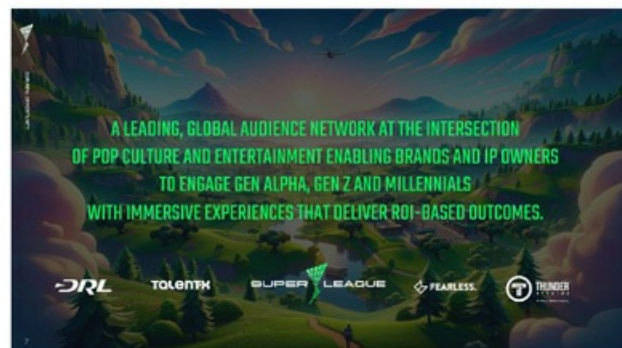 A LEADING, GLOBAL AUDIENCE NETWORK AT THE INTERSECTION
OF POP CULTURE AND ENTERTAINMENT ENABLING BRANDS AND IP OWNERS
TO ENGAGE GEN ALPHA, GEN Z AND MILLENNIALS
WITH IMMERSIVE EXPERIENCES THAT DELIVER ROI-BASED OUTCOMES.
DRL TALENTX SUPER LEAGUE FEARLESS. THUNDER
7